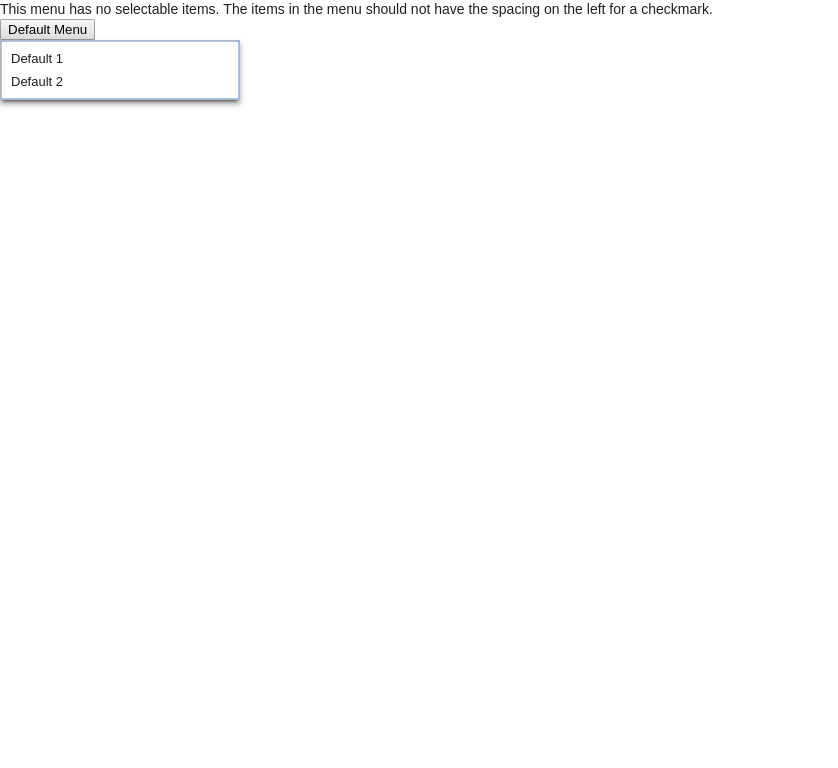 This menu has no selectable items. The items in the menu should not have the spacing on the left for a checkmark.
Default Menu
Default 1
Default 2